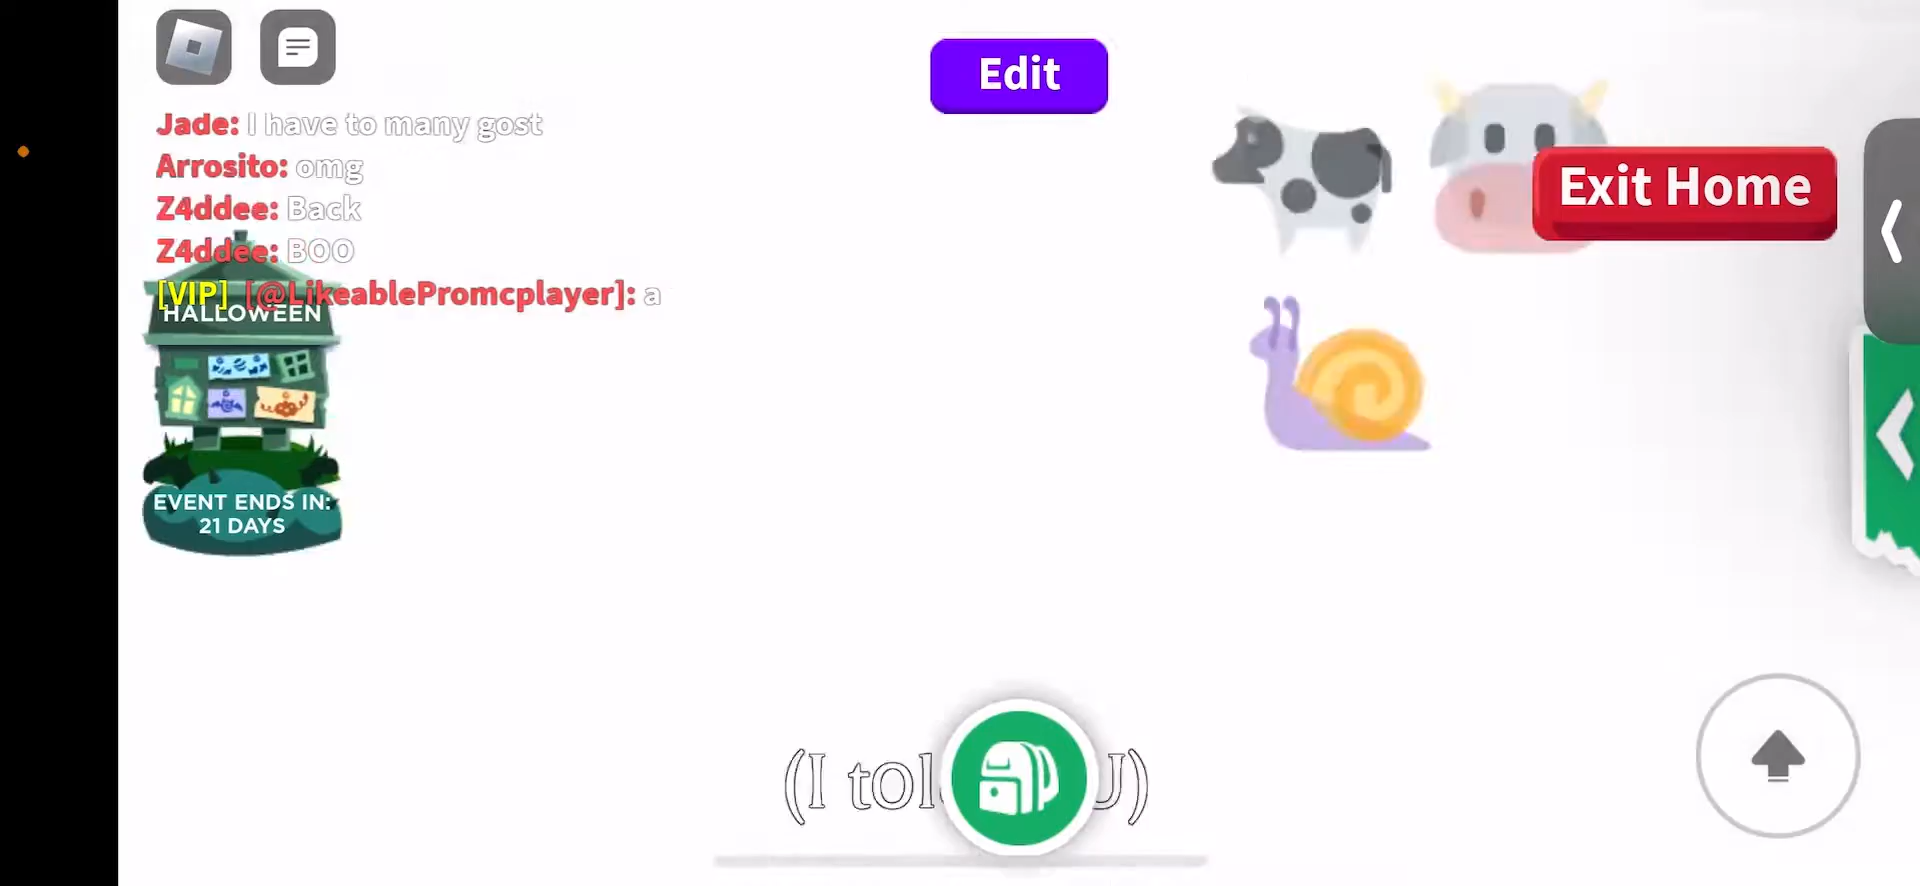 Edit
Jade: I have to many gost
Arrosito: omg
Z4ddee: Back
Z4ddee: BOO
[VIP] [@LikeablePromcplayer]: a
Exit Home
HALLOWEEN
EVENT ENDS IN:
21 DAYS
(I